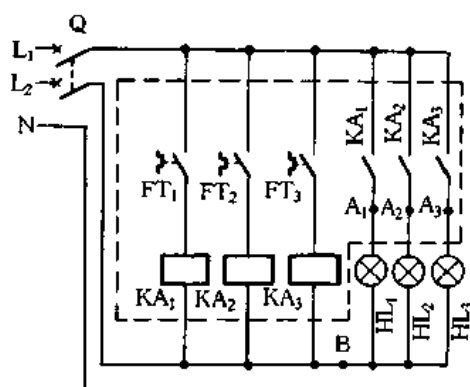 Q
L₁
L₂
N
KA₁ KA₂ KA₃
FT₁ FT₂ FT₃
A₁ A₂ A₃
KA₁ KA₂ KA₃
B
HL₁ HL₂ HL₃